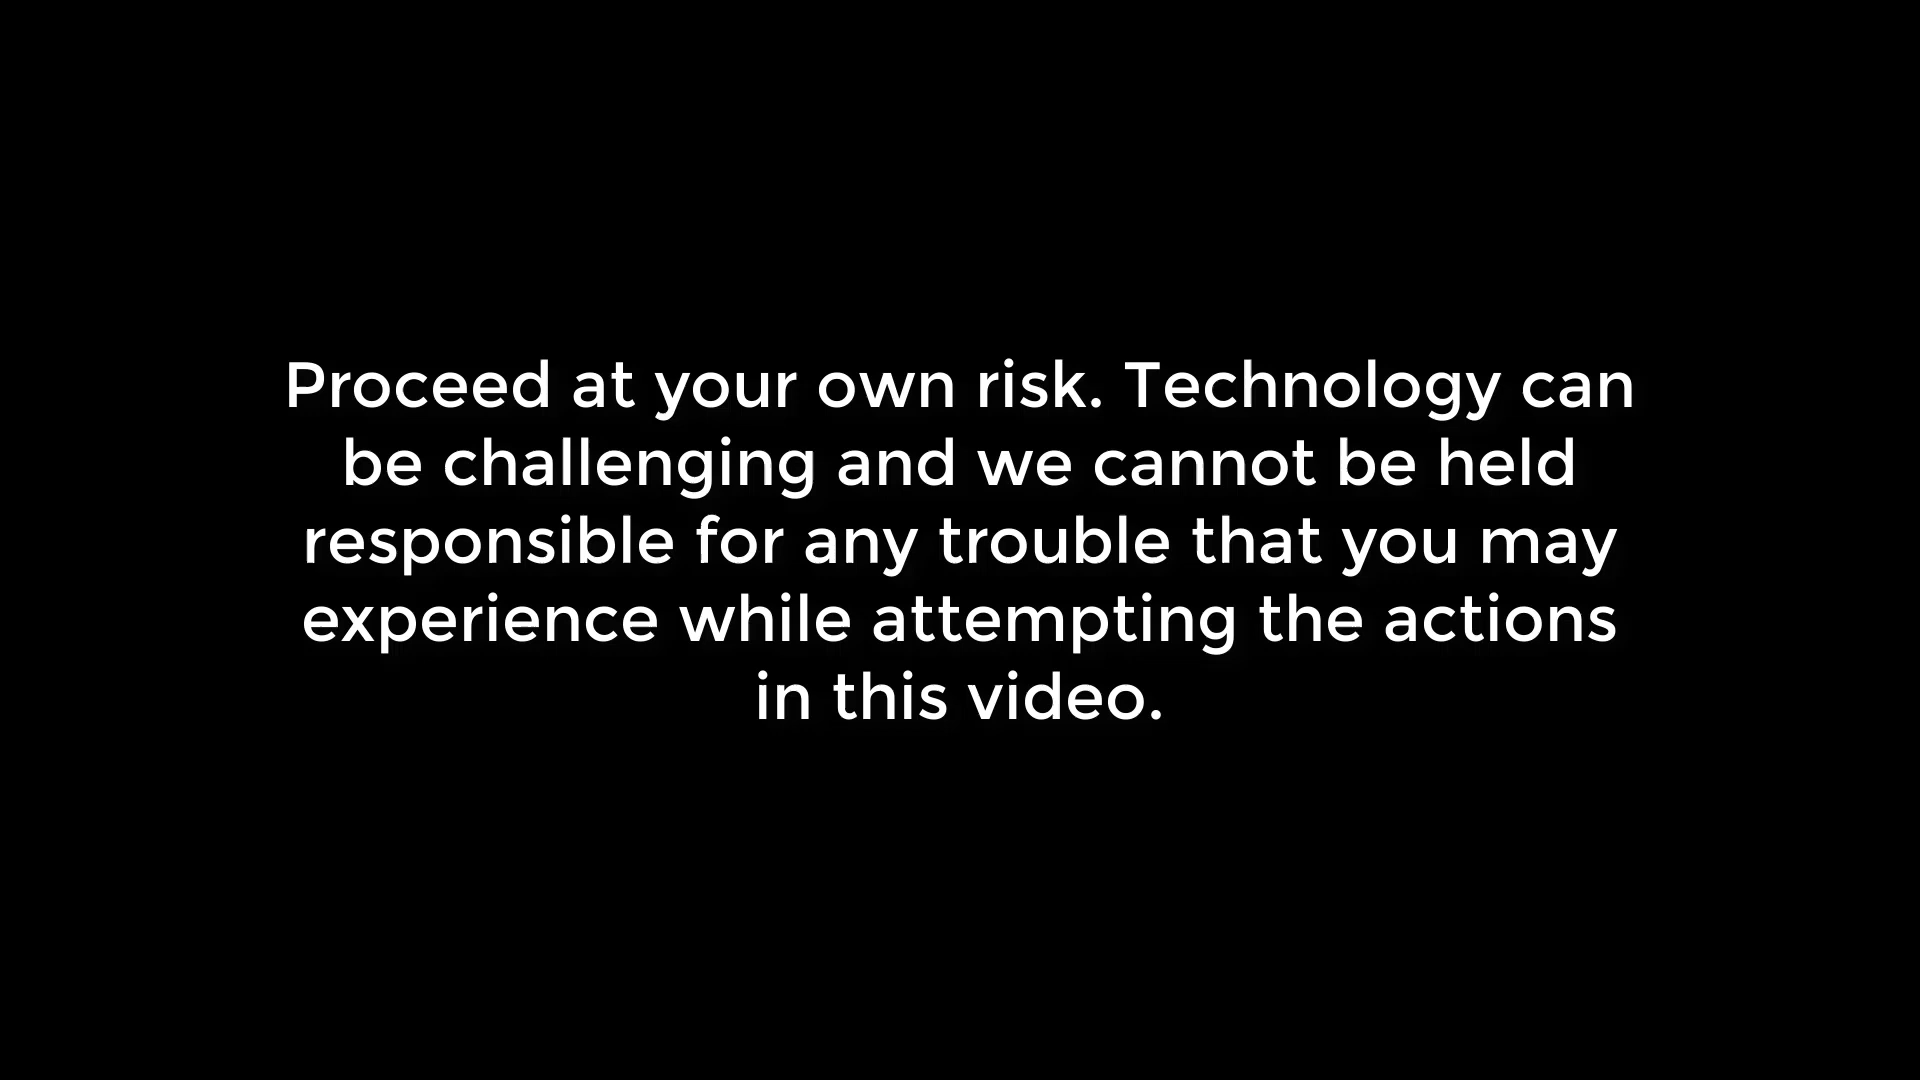 Proceed at your own risk. Technology can
be challenging and we cannot be held
responsible for any trouble that you may
experience while attempting the actions
in this video.